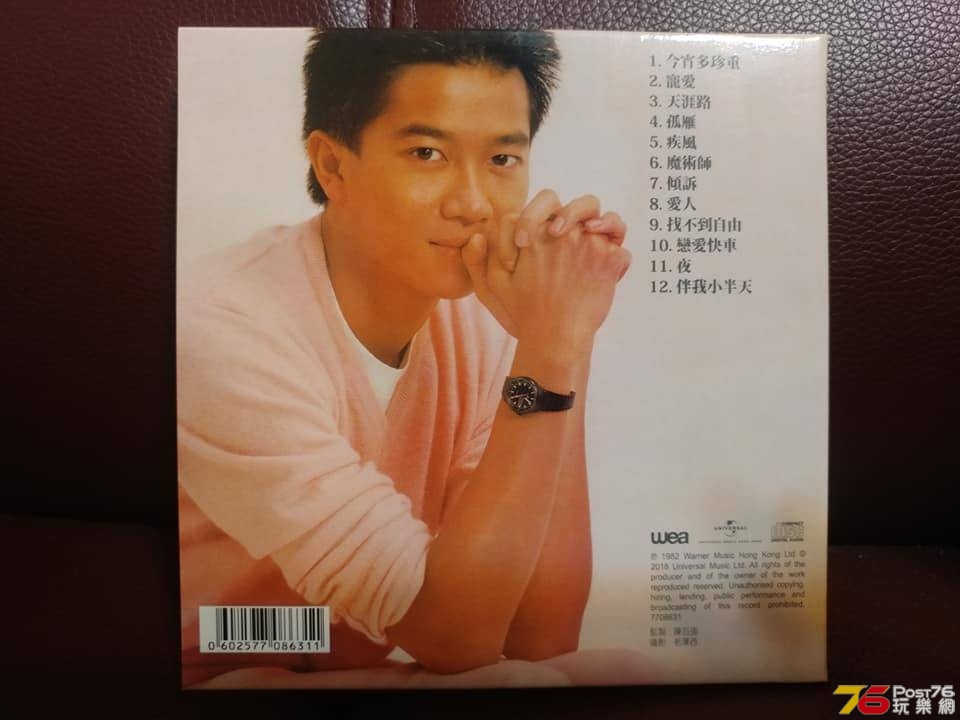 1. 今宵多珍重
2. 寵愛
3. 天涯路
4. 孤雁
5. 疾風
6. 魔術師
7. 傾訴
8. 愛人
9. 找不到自由
10. 戀愛快車
11. 夜
12. 伴我小半天
wea
UNIVERSAL
COMPACT
disc
DIGITAL AUDIO
℗ 1982 Warner Music Hong Kong Ltd ©
2018 Universal Music Ltd. All rights of the
producer and of the owner of the work
reproduced reserved. Unauthorised copying,
hiring, lending, public performance and
broadcasting of this record prohibited.
7708631
監製
攝影
0 602577 086311
76 Post76
玩樂網